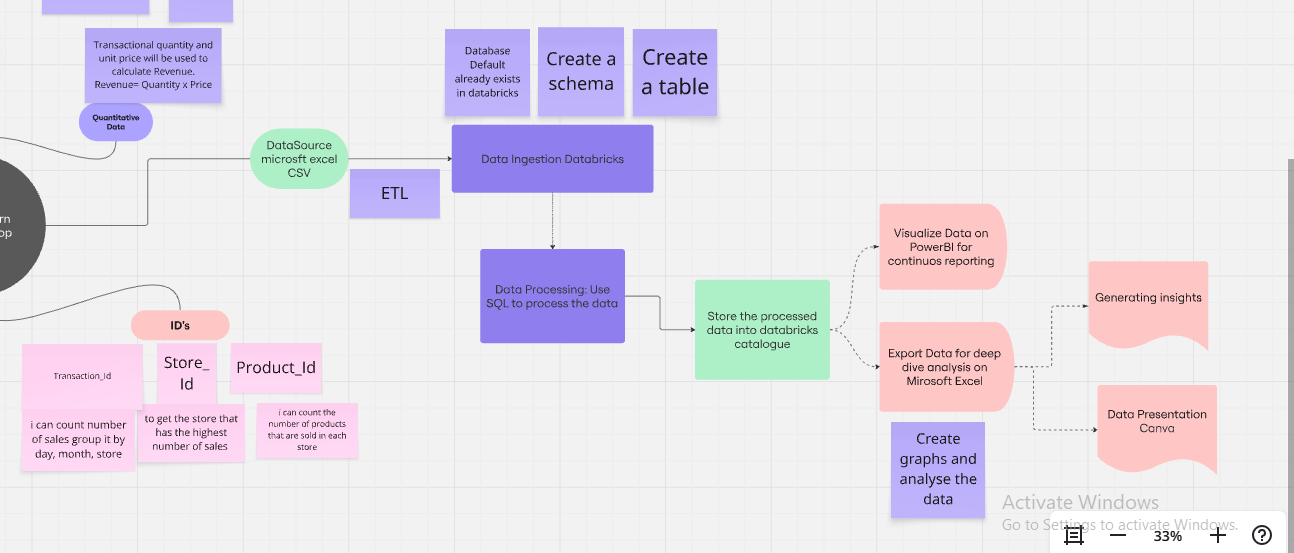 Transactional quantity and
unit price will be used to
calculate Revenue.
Revenue= Quantity x Price
Quantitative
Data
Database
Default
already exists
in databricks
Create a
schema
Create
a table
DataSource
microsft excel
CSV
Data Ingestion Databricks
ETL
rn
op
Data Processing: Use
SQL to process the data
Store the processed
data into databricks
catalogue
Visualize Data on
PowerBI for
continuos reporting
Export Data for deep
dive analysis on
Mirosoft Excel
Generating insights
Data Presentation
Canva
Create
graphs and
analyse the
data
ID's
Transaction_Id
Store_
Id
Product_Id
i can count number
of sales group it by
day, month, store
to get the store that
has the highest
number of sales
i can count the
number of products
that are sold in each
store
Activate Windows
Go to Settings to activate Windows.
33%